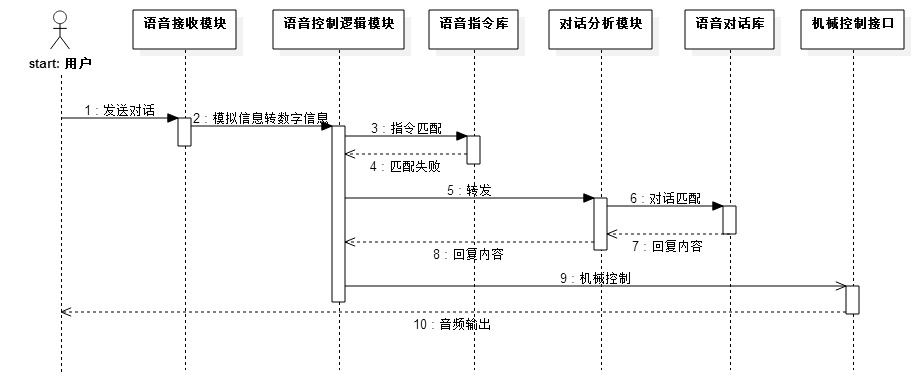 语音接收模块
语音控制逻辑模块
语音指令库
对话分析模块
语音对话库
机械控制接口
start: 用户
1 : 发送对话
2 : 模拟信息转数字信息
3 : 指令匹配
4 : 匹配失败
5 : 转发
6 : 对话匹配
7 : 回复内容
8 : 回复内容
9 : 机械控制
10 : 音频输出